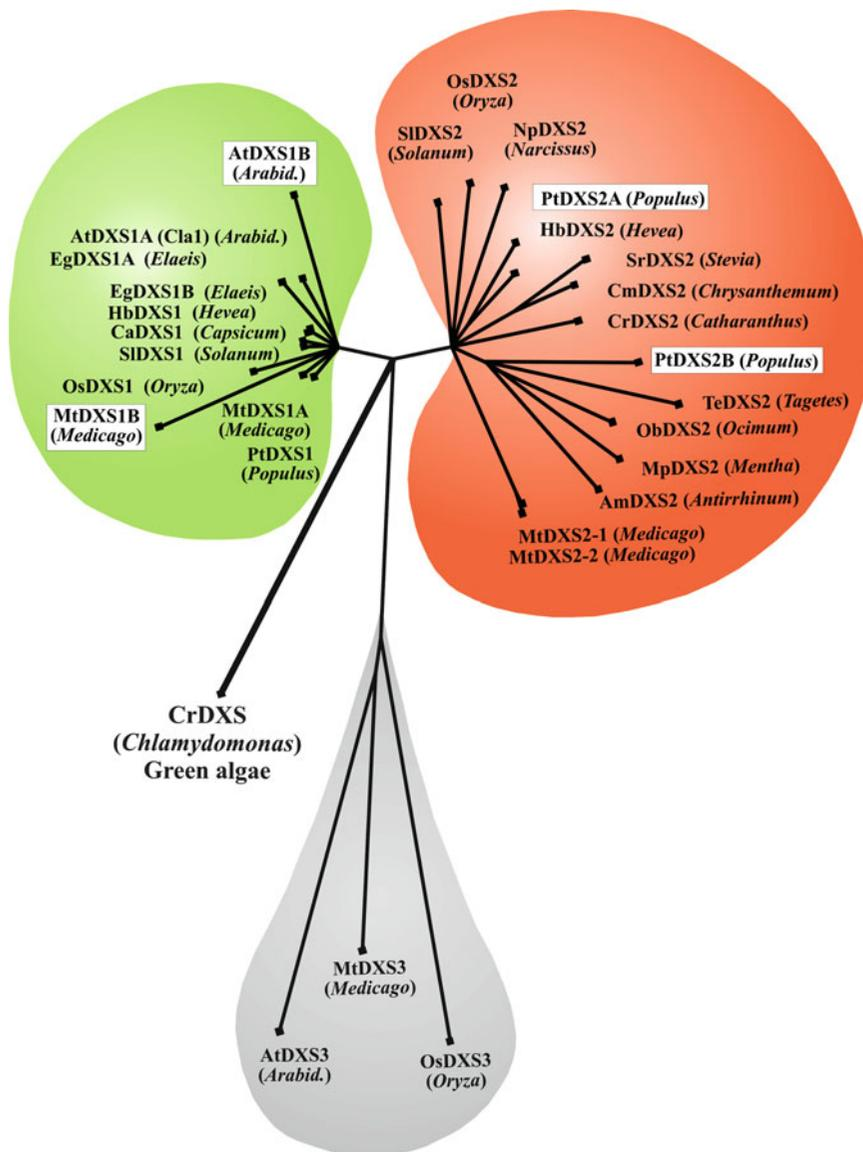 AtDXS1B
(Arabid.)
AtDXS1A (Cla1) (Arabid.)
EgDXS1A (Elaeis)
EgDXS1B (Elaeis)
HbDXS1 (Hevea)
CaDXS1 (Capsicum)
SlDXS1 (Solanum)
OsDXS1 (Oryza)
MtDXS1B
(Medicago)
MtDXS1A
(Medicago)
PtDXS1
(Populus)
OsDXS2
(Oryza)
SlDXS2
(Solanum)
NpDXS2
(Narcissus)
PtDXS2A (Populus)
HbDXS2 (Hevea)
SrDXS2 (Stevia)
CmDXS2 (Chrysanthemum)
CrDXS2 (Catharanthus)
PtDXS2B (Populus)
TeDXS2 (Tagetes)
ObDXS2 (Ocimum)
MpDXS2 (Mentha)
AmDXS2 (Antirrhinum)
MtDXS2-1 (Medicago)
MtDXS2-2 (Medicago)
CrDXS
(Chlamydomonas)
Green algae
MtDXS3
(Medicago)
AtDXS3
(Arabid.)
OsDXS3
(Oryza)